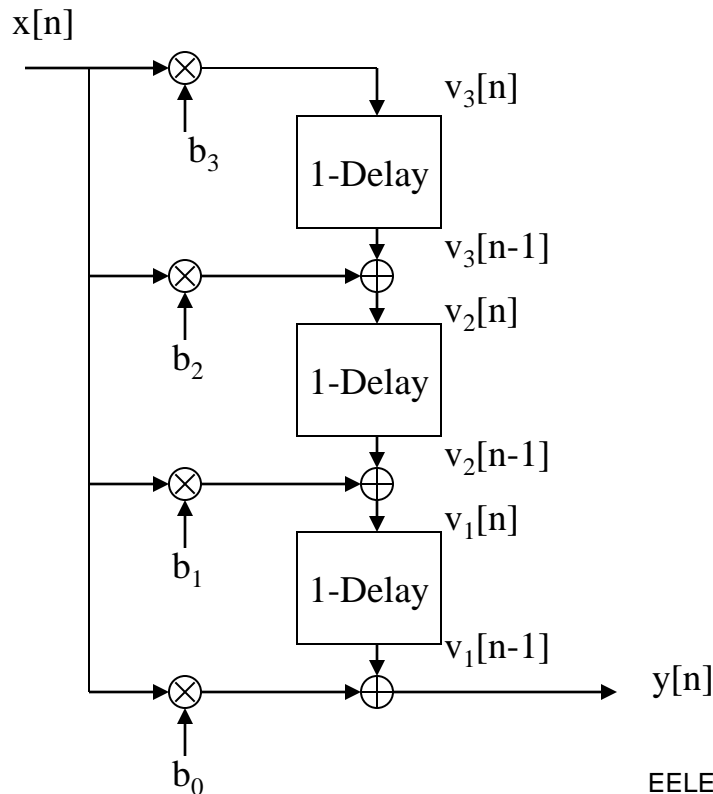 x[n]
v₃[n]
b₃
1-Delay
v₃[n-1]
v₂[n]
b₂
1-Delay
v₂[n-1]
v₁[n]
b₁
1-Delay
v₁[n-1]
y[n]
b₀
EELE